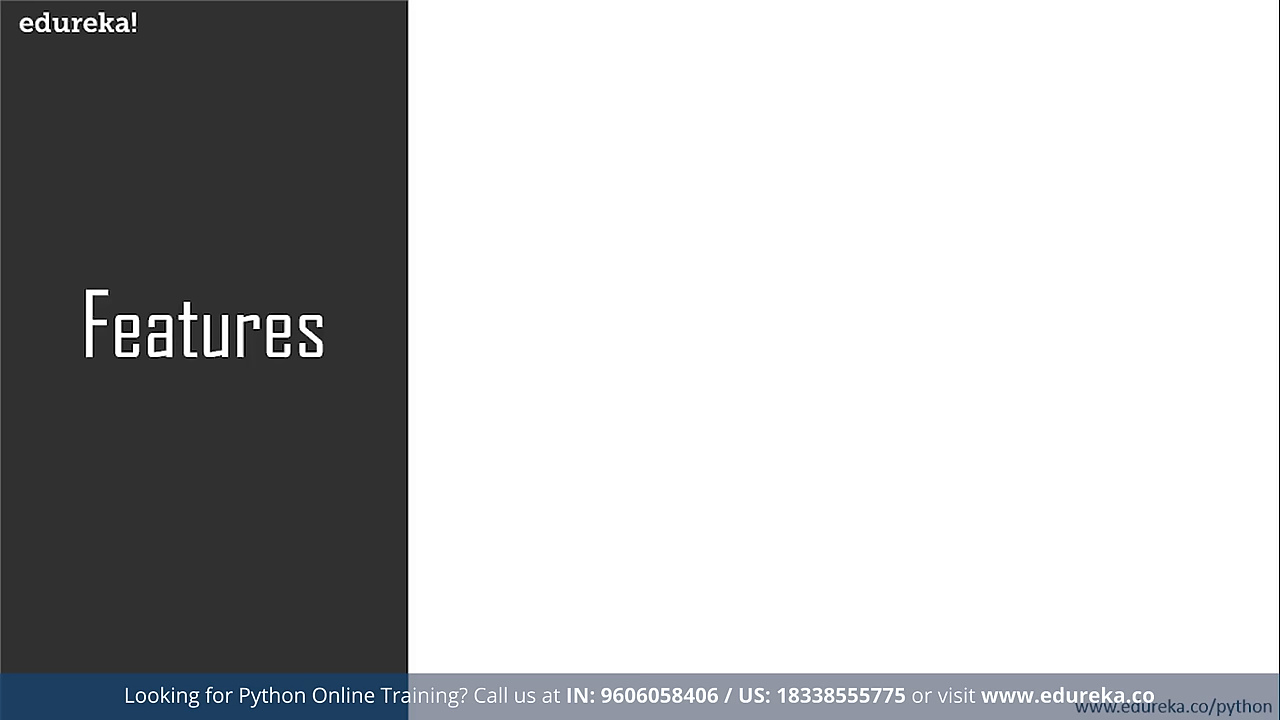 edureka!
Features
Looking for Python Online Training? Call us at IN: 9606058406 / US: 18338555775 or visit www.edureka.co
www.edureka.co/python